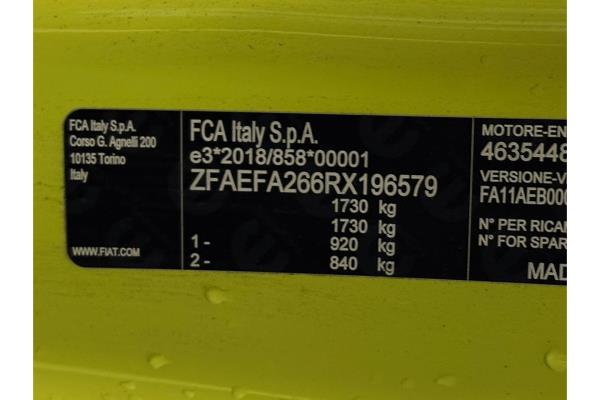 FCA Italy S.p.A.
Corso G. Agnelli 200
10135 Torino
Italy
WWW.FIAT.COM
FCA Italy S.p.A.
e3*2018/858*00001
ZFAEFA266RX196579
1730 kg
1730 kg
1 - 920 kg
2 - 840 kg
MOTORE-EN
4635448
VERSIONE-V
FA11AEB00
N° PER RICAM
N° FOR SPAR
MAD